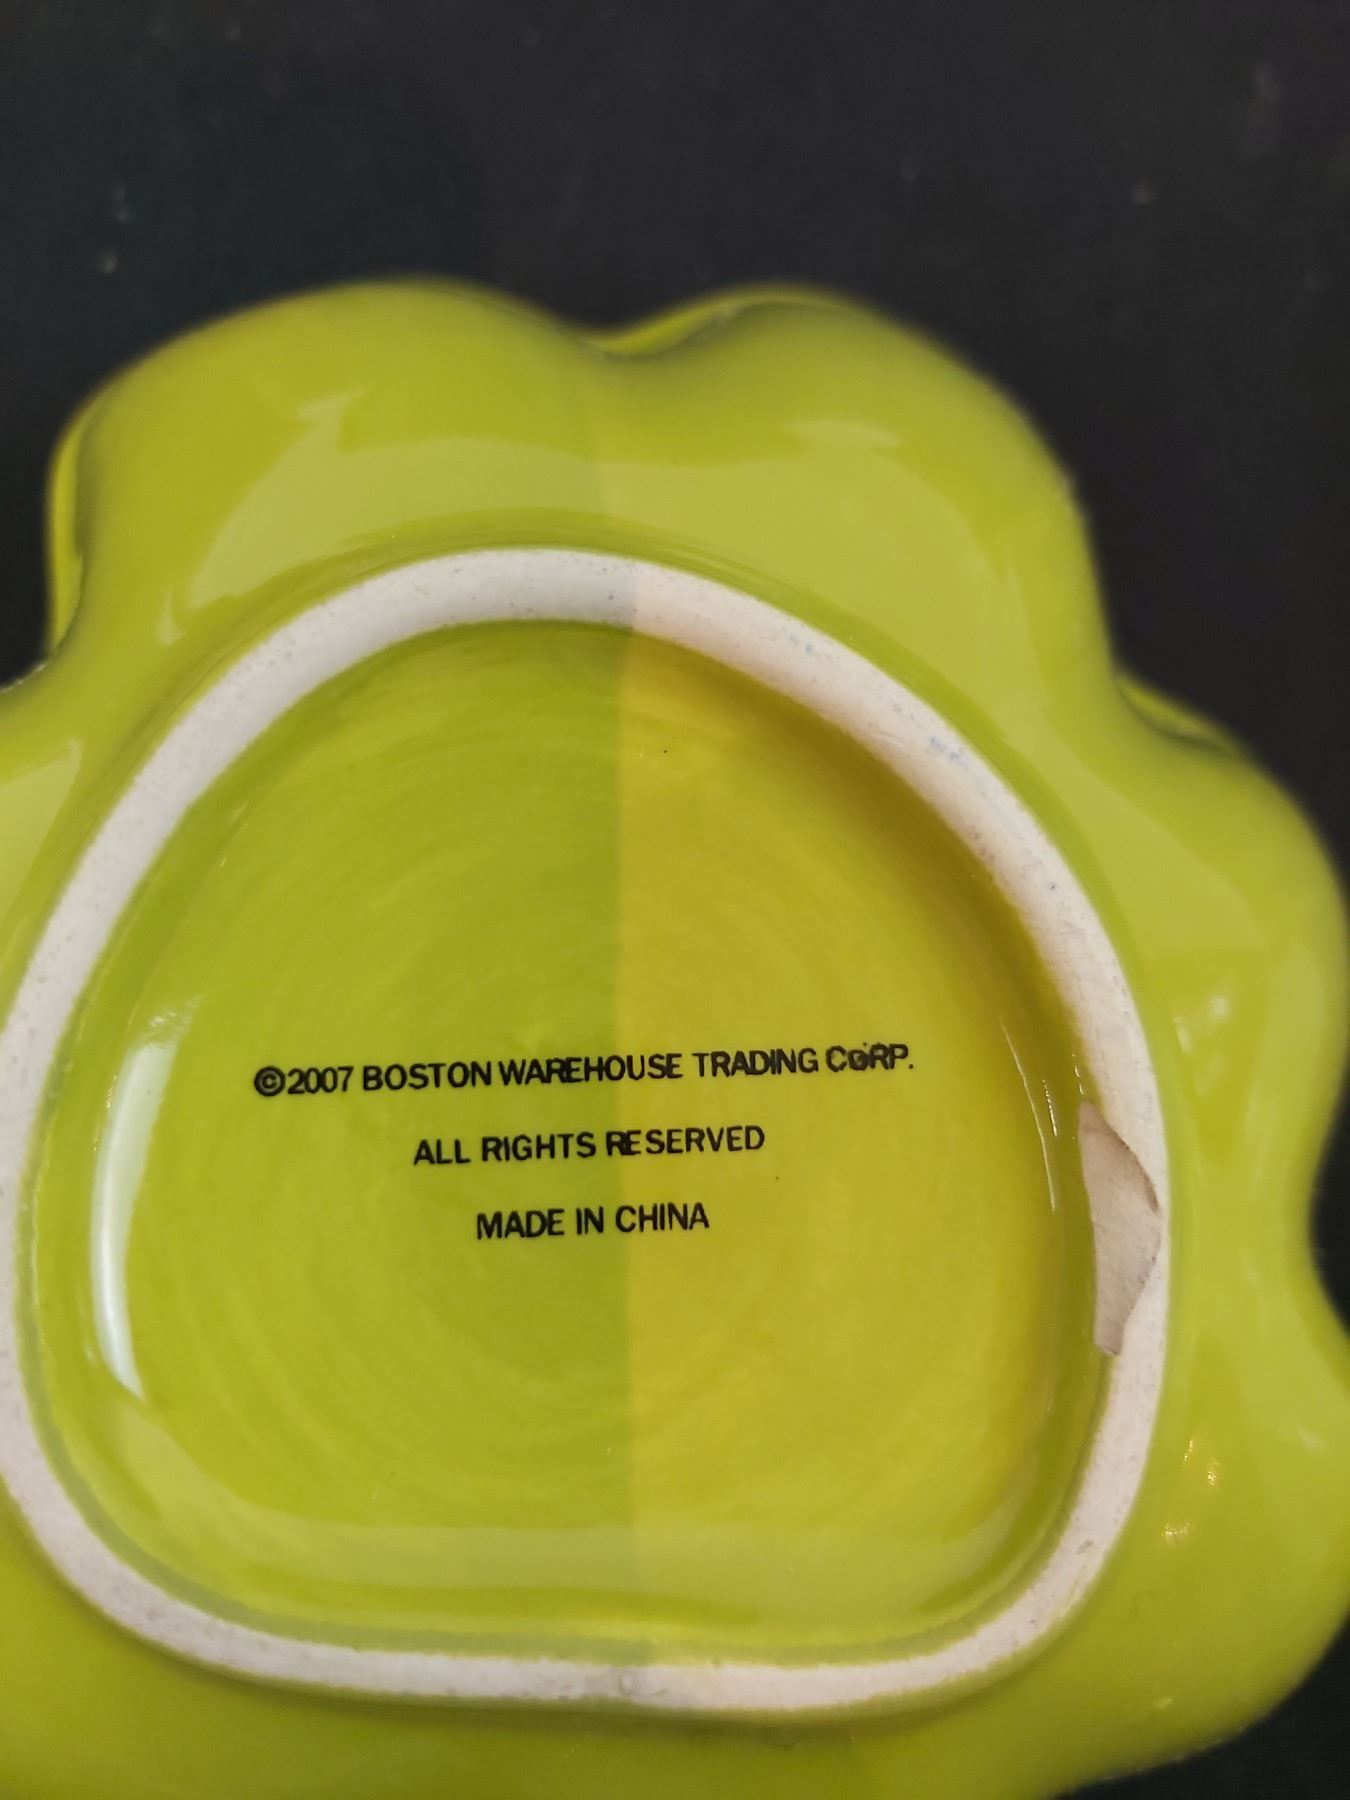 ©2007 BOSTON WAREHOUSE TRADING CORP.
ALL RIGHTS RESERVED
MADE IN CHINA